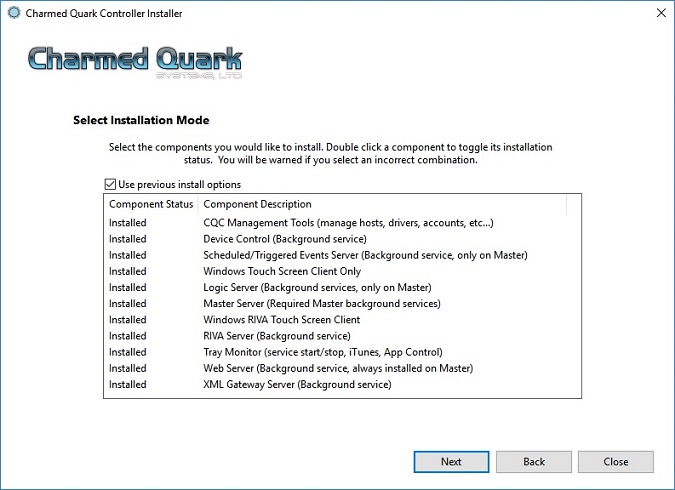 Charmed Quark Controller Installer
Charmed Quark
SYSTEMS, LTD
Select Installation Mode
Select the components you would like to install. Double click a component to toggle its installation
status. You will be warned if you select an incorrect combination.
Use previous install options
Component Status Component Description
Installed CQC Management Tools (manage hosts, drivers, accounts, etc...)
Installed Device Control (Background service)
Installed Scheduled/Triggered Events Server (Background service, only on Master)
Installed Windows Touch Screen Client Only
Installed Logic Server (Background services, only on Master)
Installed Master Server (Required Master background services)
Installed Windows RIVA Touch Screen Client
Installed RIVA Server (Background service)
Installed Tray Monitor (service start/stop, iTunes, App Control)
Installed Web Server (Background service, always installed on Master)
Installed XML Gateway Server (Background service)
Next Back Close